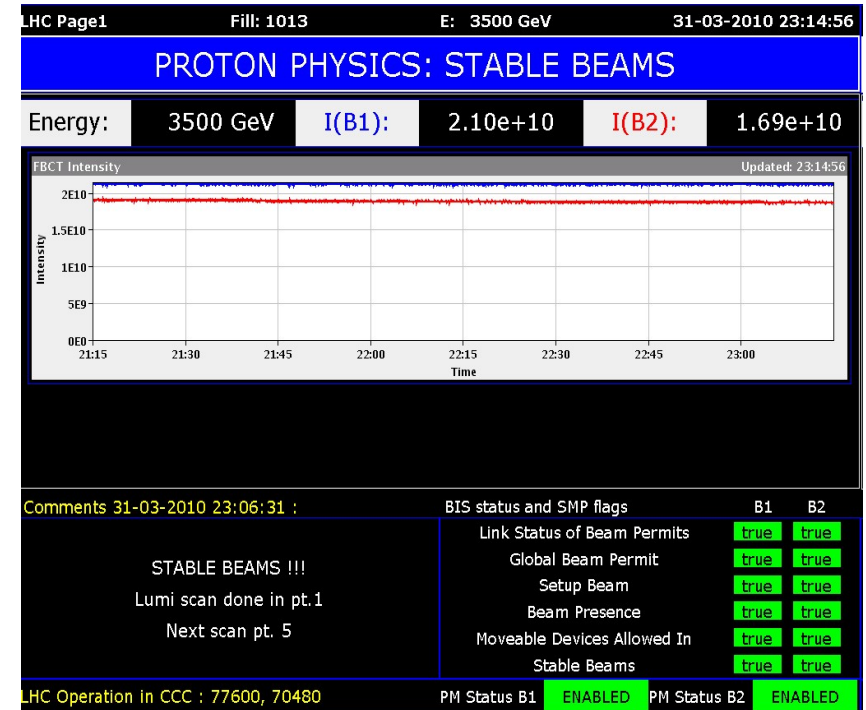 LHC Page1 Fill: 1013 E: 3500 GeV 31-03-2010 23:14:56
PROTON PHYSICS: STABLE BEAMS
Energy: 3500 GeV I(B1): 2.10e+10 I(B2): 1.69e+10
FBCT Intensity Updated: 23:14:56
2E10
1.5E10
1E10
5E9
0E0
Intensity
21:15 21:30 21:45 22:00 22:15 22:30 22:45 23:00
Time
Comments 31-03-2010 23:06:31 :
STABLE BEAMS !!!
Lumi scan done in pt.1
Next scan pt. 5
BIS status and SMP flags B1 B2
Link Status of Beam Permits true true
Global Beam Permit true true
Setup Beam true true
Beam Presence true true
Moveable Devices Allowed In true true
Stable Beams true true
LHC Operation in CCC : 77600, 70480 PM Status B1 ENABLED PM Status B2 ENABLED